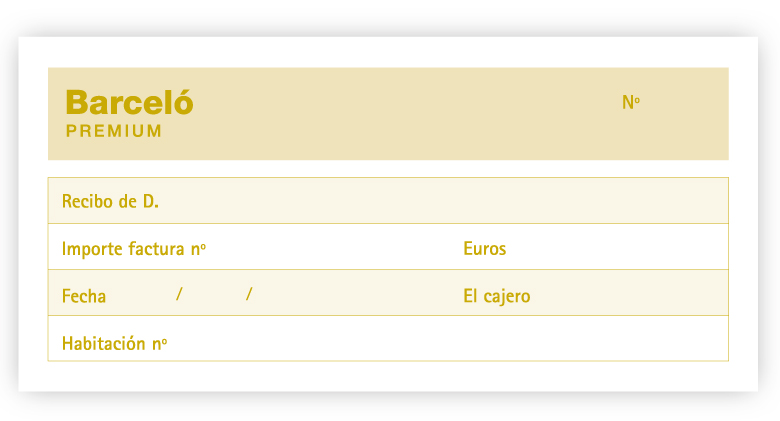 Barceló
PREMIUM
Nº
Recibo de D.
Importe factura nº Euros
Fecha / / El cajero
Habitación nº